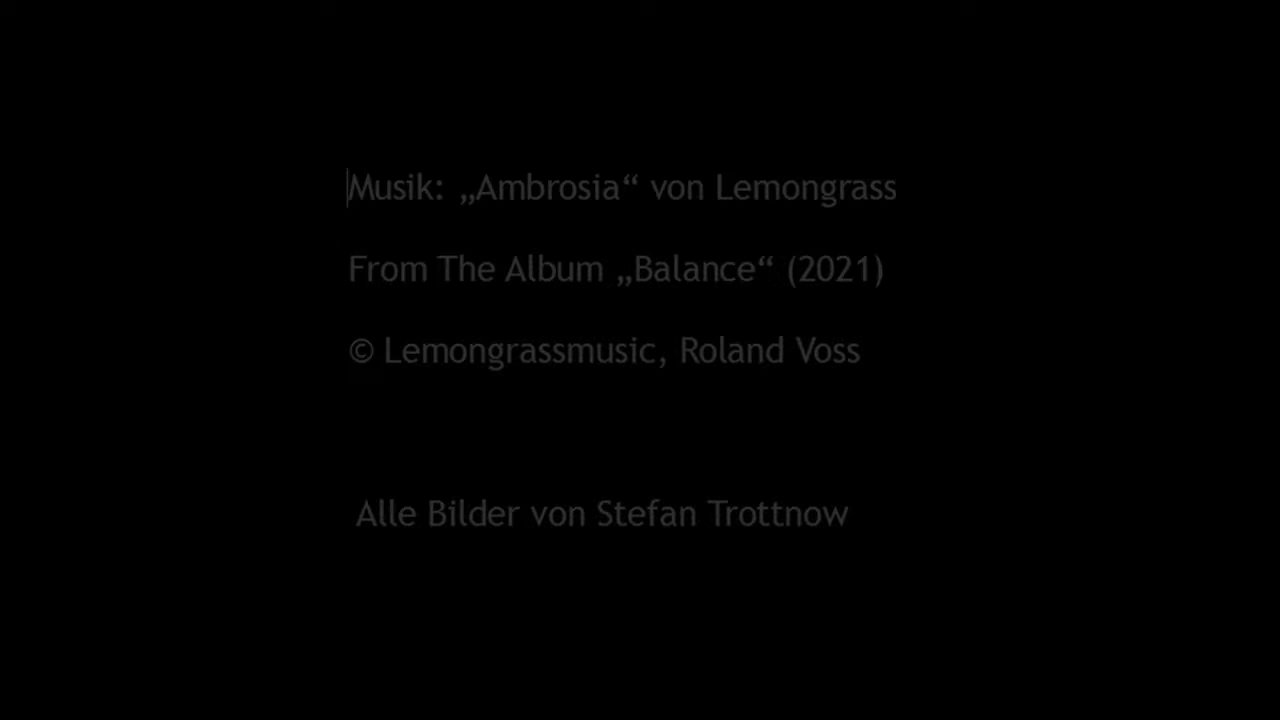 Musik: „Ambrosia“ von Lemongrass
From The Album „Balance“ (2021)
© Lemongrassmusic, Roland Voss
Alle Bilder von Stefan Trottnow